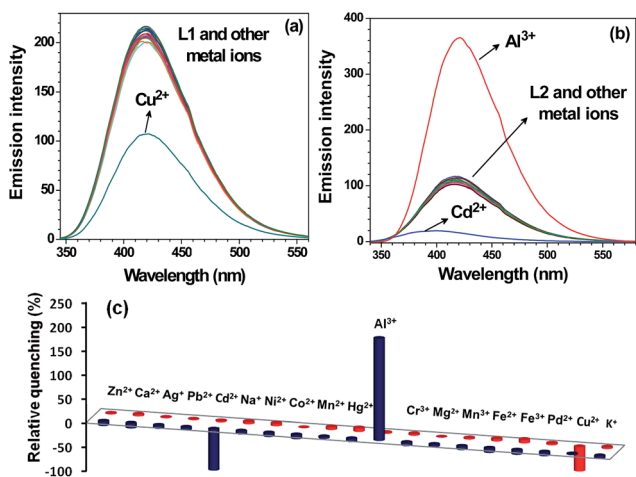 (a)
L1 and other
metal ions
Cu²⁺
200
150
100
50
0
Emission intensity
350 400 450 500 550
Wavelength (nm)
(b)
Al³⁺
L2 and other
metal ions
Cd²⁺
400
300
200
100
0
Emission intensity
350 400 450 500 550
Wavelength (nm)
(c)
Relative quenching (%)
250
200
150
100
50
0
-50
-100
Al³⁺
Zn²⁺ Ca²⁺ Ag⁺ Pb²⁺ Cd²⁺ Na⁺ Ni²⁺ Co²⁺ Mn²⁺ Hg²⁺ Cr³⁺ Mg²⁺ Mn³⁺ Fe²⁺ Fe³⁺ Pd²⁺ Cu²⁺ K⁺